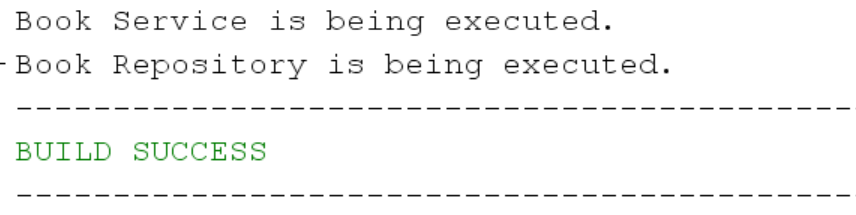 Book Service is being executed.
Book Repository is being executed.
-------------------------------------------
BUILD SUCCESS
-------------------------------------------